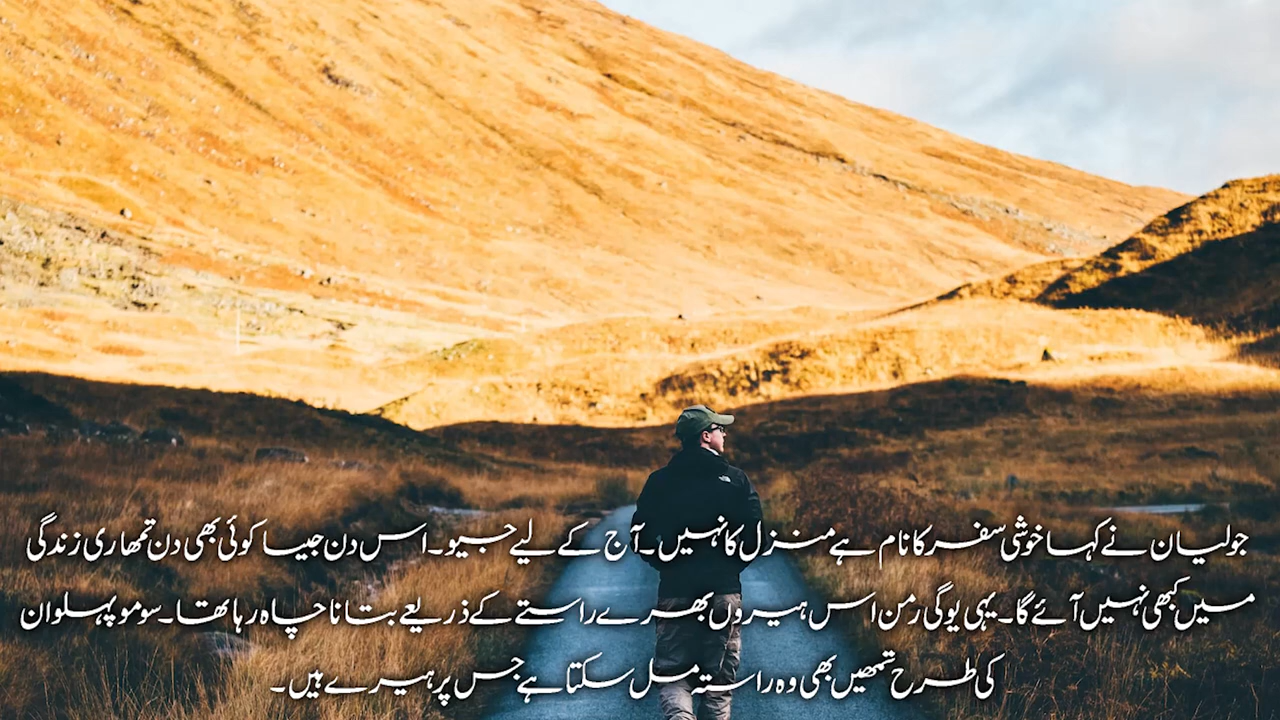 جولیان نے کہا خوشی سفر کا نام ہے منزل کا نہیں۔ آج کے لیے جیو۔ اس دن جیسا کوئی بھی دن تمھاری زندگی
میں کبھی نہیں آئے گا۔ یہی یوگی رمن اس ہیروں بھرے راستے کے ذریعے بتانا چاہ رہا تھا۔ سومو پہلوان
کی طرح تمھیں بھی وہ راستہ مل سکتا ہے جس پر ہیرے ہیں۔